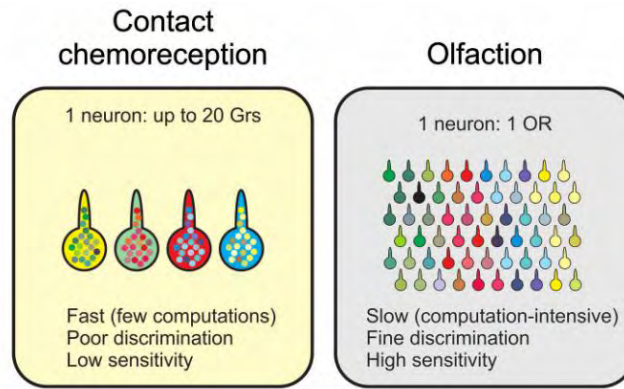 Contact
chemoreception
1 neuron: up to 20 Grs
Fast (few computations)
Poor discrimination
Low sensitivity
Olfaction
1 neuron: 1 OR
Slow (computation-intensive)
Fine discrimination
High sensitivity